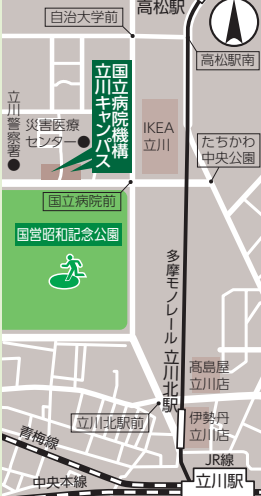 高松駅
自治大学前
高松駅南
国立病院機構
立川キャンパス
立川警察署
災害医療
センター
IKEA
立川
たちかわ
中央公園
国立病院前
国営昭和記念公園
多摩モノレール
立川北駅
髙島屋
立川店
立川北駅前
伊勢丹
立川店
青梅線
JR線
中央本線
立川駅